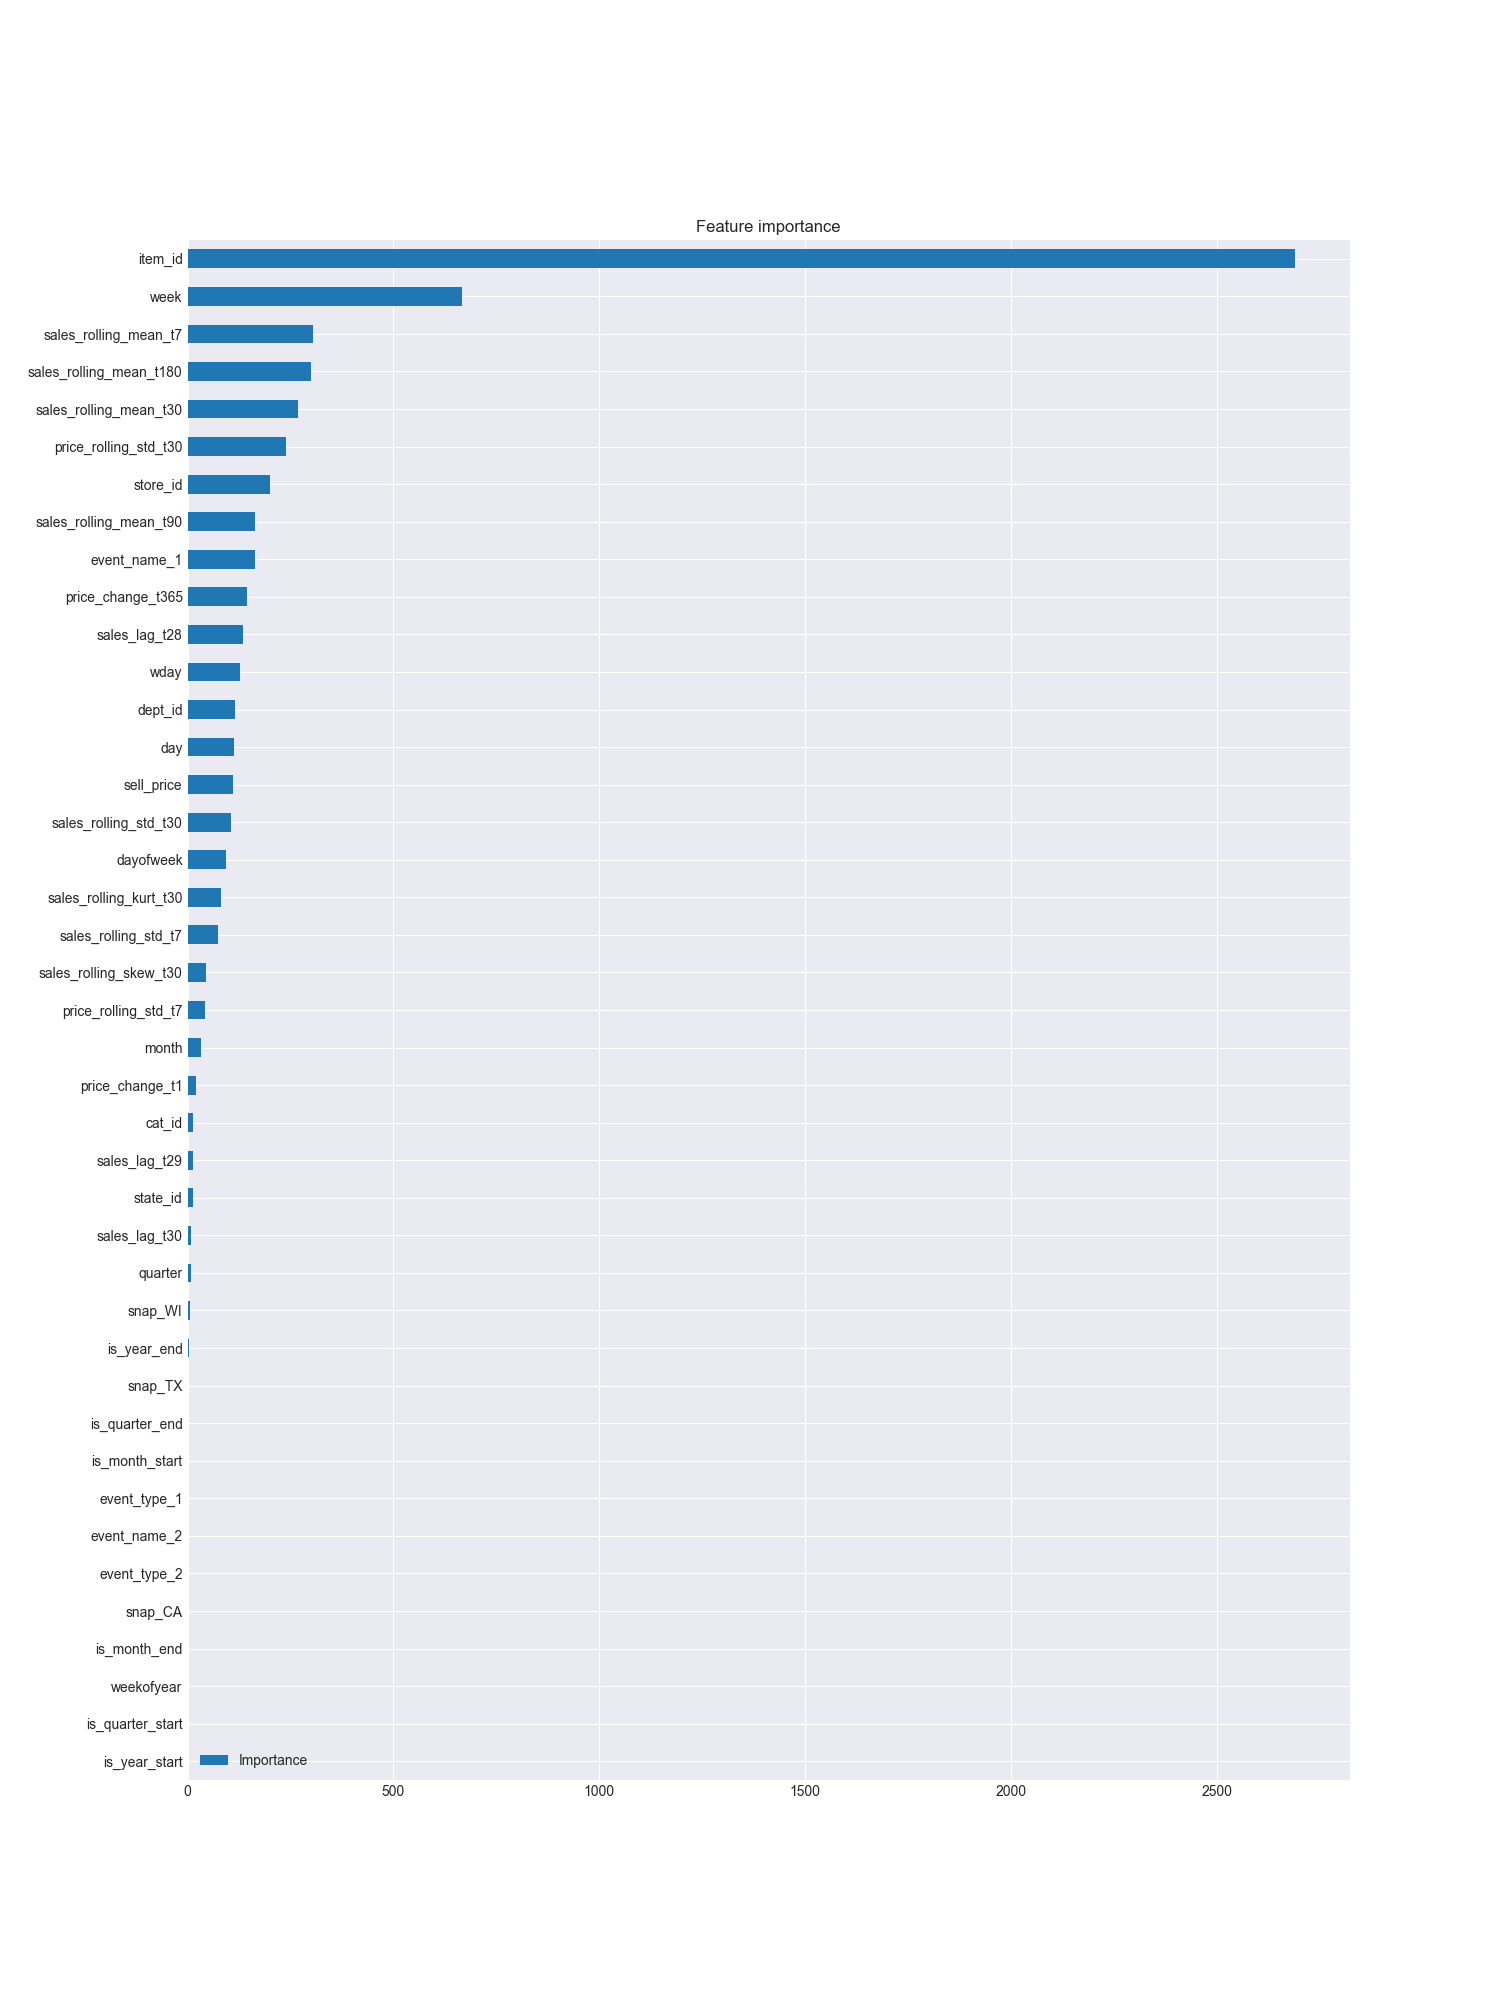 Feature importance
item_id
week
sales_rolling_mean_t7
sales_rolling_mean_t180
sales_rolling_mean_t30
price_rolling_std_t30
store_id
sales_rolling_mean_t90
event_name_1
price_change_t365
sales_lag_t28
wday
dept_id
day
sell_price
sales_rolling_std_t30
dayofweek
sales_rolling_kurt_t30
sales_rolling_std_t7
sales_rolling_skew_t30
price_rolling_std_t7
month
price_change_t1
cat_id
sales_lag_t29
state_id
sales_lag_t30
quarter
snap_WI
is_year_end
snap_TX
is_quarter_end
is_month_start
event_type_1
event_name_2
event_type_2
snap_CA
is_month_end
weekofyear
is_quarter_start
is_year_start
Importance
0 500 1000 1500 2000 2500